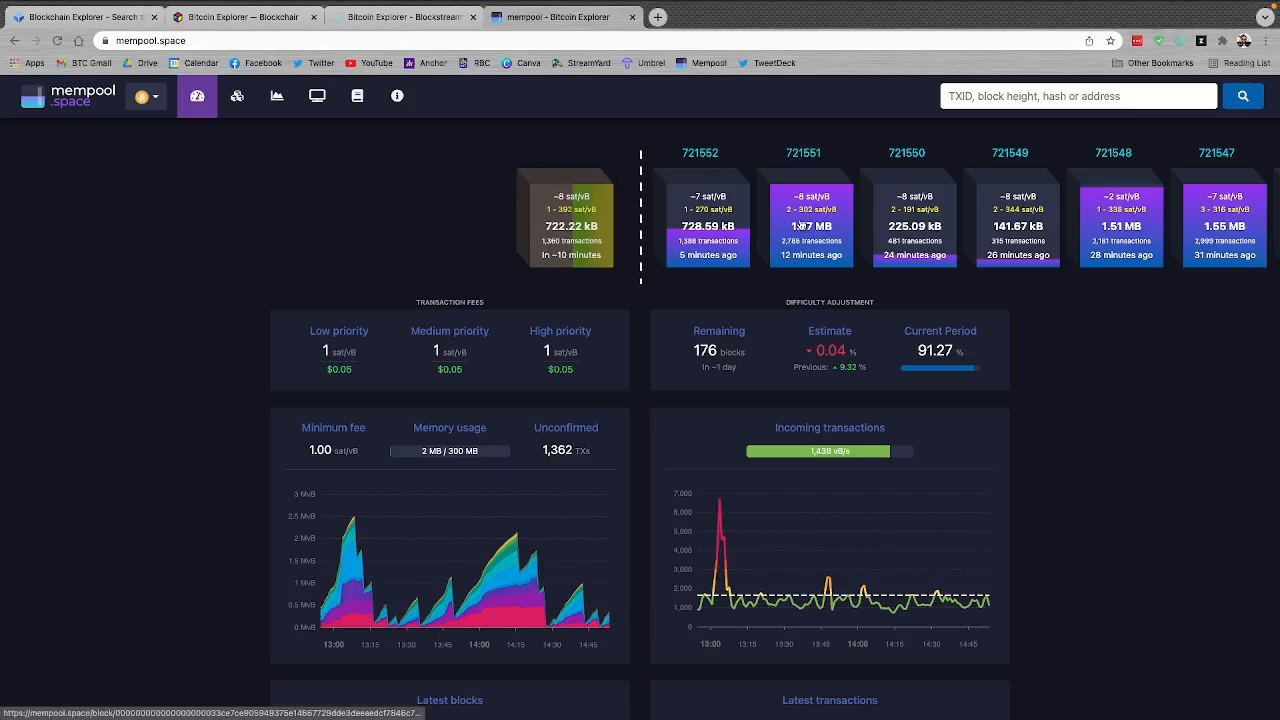 Blockchain Explorer - Search t
Bitcoin Explorer — Blockchair
Bitcoin Explorer - Blockstream
mempool - Bitcoin Explorer
mempool.space
Apps
BTC Gmail
Drive
Calendar
Facebook
Twitter
YouTube
Anchor
RBC
Canva
StreamYard
Umbrel
Mempool
TweetDeck
Other Bookmarks
Reading List
mempool
.space
TXID, block height, hash or address
721552
721551
721550
721549
721548
721547
~8 sat/vB
1 - 392 sat/vB
722.22 kB
1,360 transactions
In ~10 minutes
~7 sat/vB
1 - 270 sat/vB
728.59 kB
1,398 transactions
5 minutes ago
~8 sat/vB
2 - 302 sat/vB
MB
2,786 transactions
12 minutes ago
~8 sat/vB
2 - 191 sat/vB
225.09 kB
481 transactions
24 minutes ago
~8 sat/vB
2 - 344 sat/vB
141.67 kB
315 transactions
26 minutes ago
~2 sat/vB
1 - 336 sat/vB
1.51 MB
2,181 transactions
28 minutes ago
~7 sat/vB
3 - 316 sat/vB
1.55 MB
2,999 transactions
31 minutes ago
TRANSACTION FEES
Low priority
Medium priority
High priority
1 sat/vB
1 sat/vB
1 sat/vB
$0.05
$0.05
$0.05
DIFFICULTY ADJUSTMENT
Remaining
Estimate
Current Period
176 blocks
0.04 %
91.27 %
In ~1 day
Previous: 9.32 %
Minimum fee
Memory usage
Unconfirmed
1.00 sat/vB
2 MB / 300 MB
1,362 TXs
3 MvB
2.5 MvB
2 MvB
1.5 MvB
1 MvB
0.5 MvB
0 MvB
13:00
13:15
13:30
13:45
14:00
14:15
14:30
14:45
Incoming transactions
1,438 vB/s
7,000
6,000
5,000
4,000
3,000
2,000
1,000
0
13:00
13:15
13:30
13:45
14:00
14:15
14:30
14:45
Latest blocks
Latest transactions